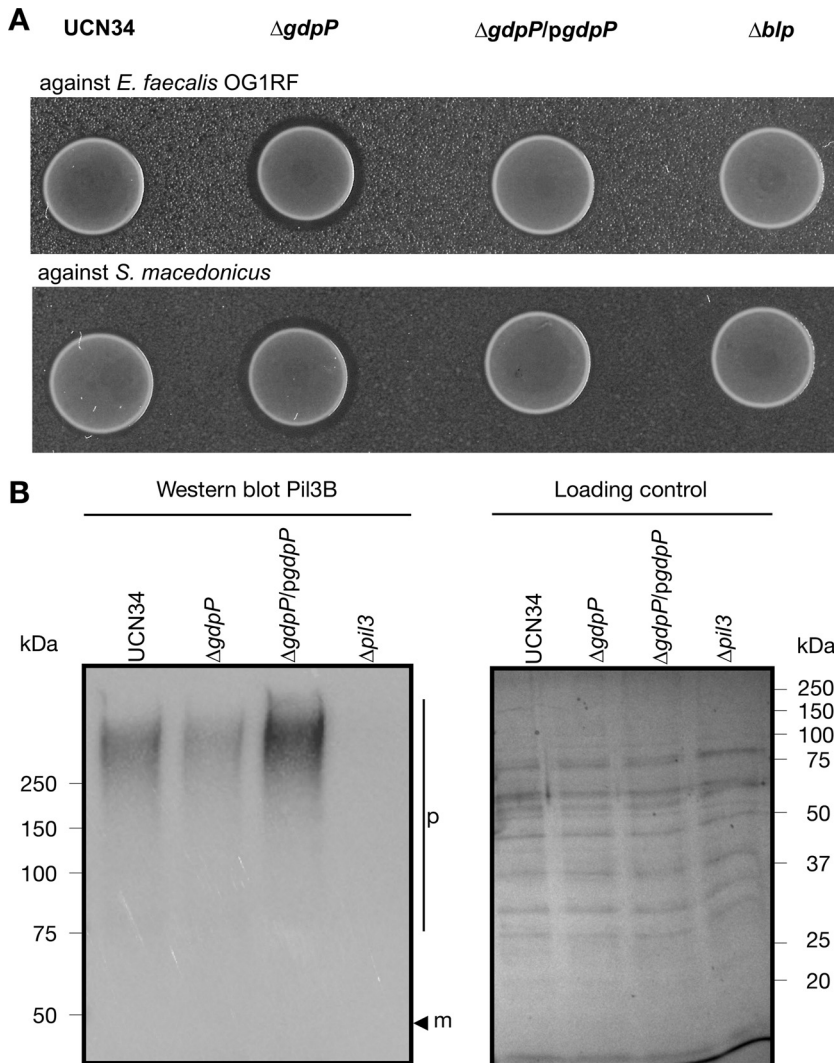 A
UCN34 ΔgdpP ΔgdpP/pgdpP Δblp
against E. faecalis OG1RF
against S. macedonicus
B
Western blot Pil3B Loading control
kDa UCN34 ΔgdpP ΔgdpP/pgdpP Δpil3 UCN34 ΔgdpP ΔgdpP/pgdpP Δpil3 kDa
250
150
100
75
50
p
m
250
150
100
75
50
37
25
20